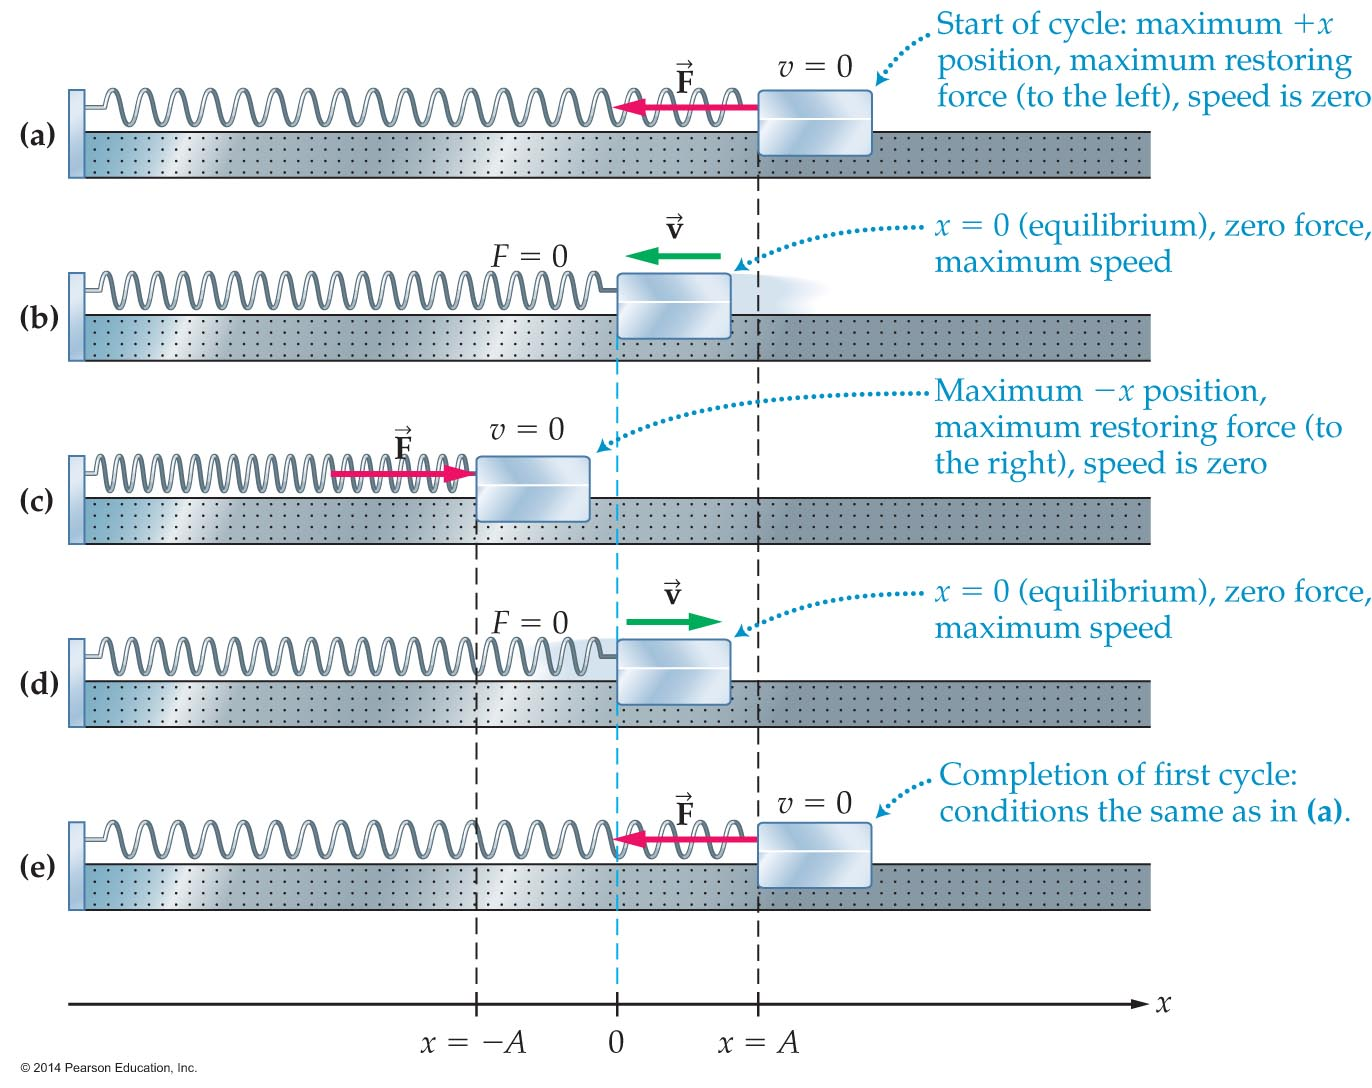 Start of cycle: maximum +x
position, maximum restoring
force (to the left), speed is zero
F⃗
v = 0
(a)
x = 0 (equilibrium), zero force,
maximum speed
v⃗
F = 0
(b)
Maximum −x position,
maximum restoring force (to
the right), speed is zero
F⃗
v = 0
(c)
x = 0 (equilibrium), zero force,
maximum speed
v⃗
F = 0
(d)
Completion of first cycle:
conditions the same as in (a).
F⃗
v = 0
(e)
x
x = −A
0
x = A
© 2014 Pearson Education, Inc.